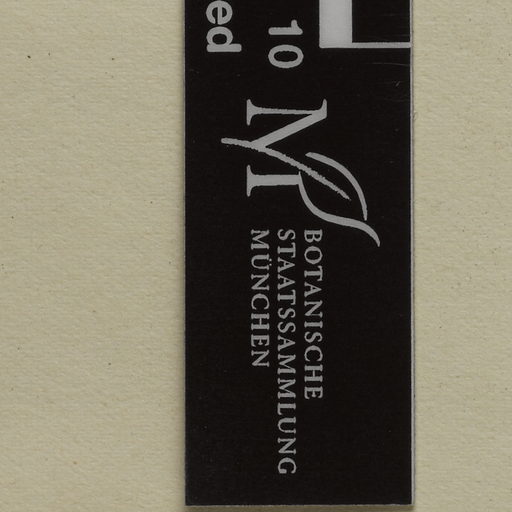 10
ed
M
BOTANISCHE
STAATSSAMMLUNG
MÜNCHEN